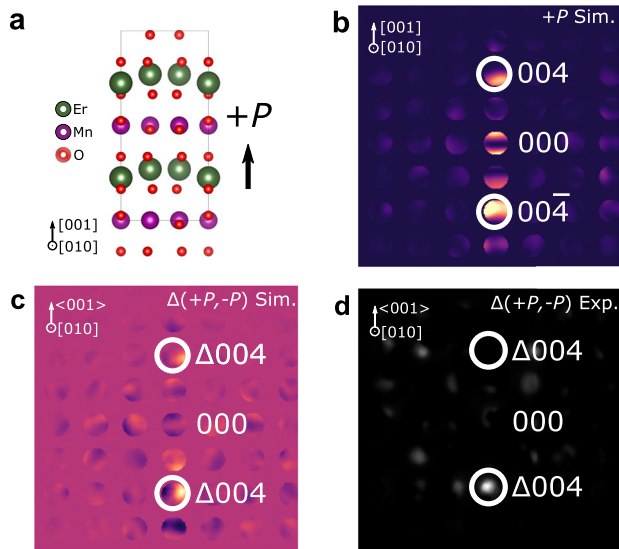 a
Er
Mn
O
+P
[001]
[010]
b
[001]
[010]
+P Sim.
004
000
004̅
c
<001>
[010]
Δ(+P,-P) Sim.
Δ004
000
Δ004
d
<001>
[010]
Δ(+P,-P) Exp.
Δ004
000
Δ004